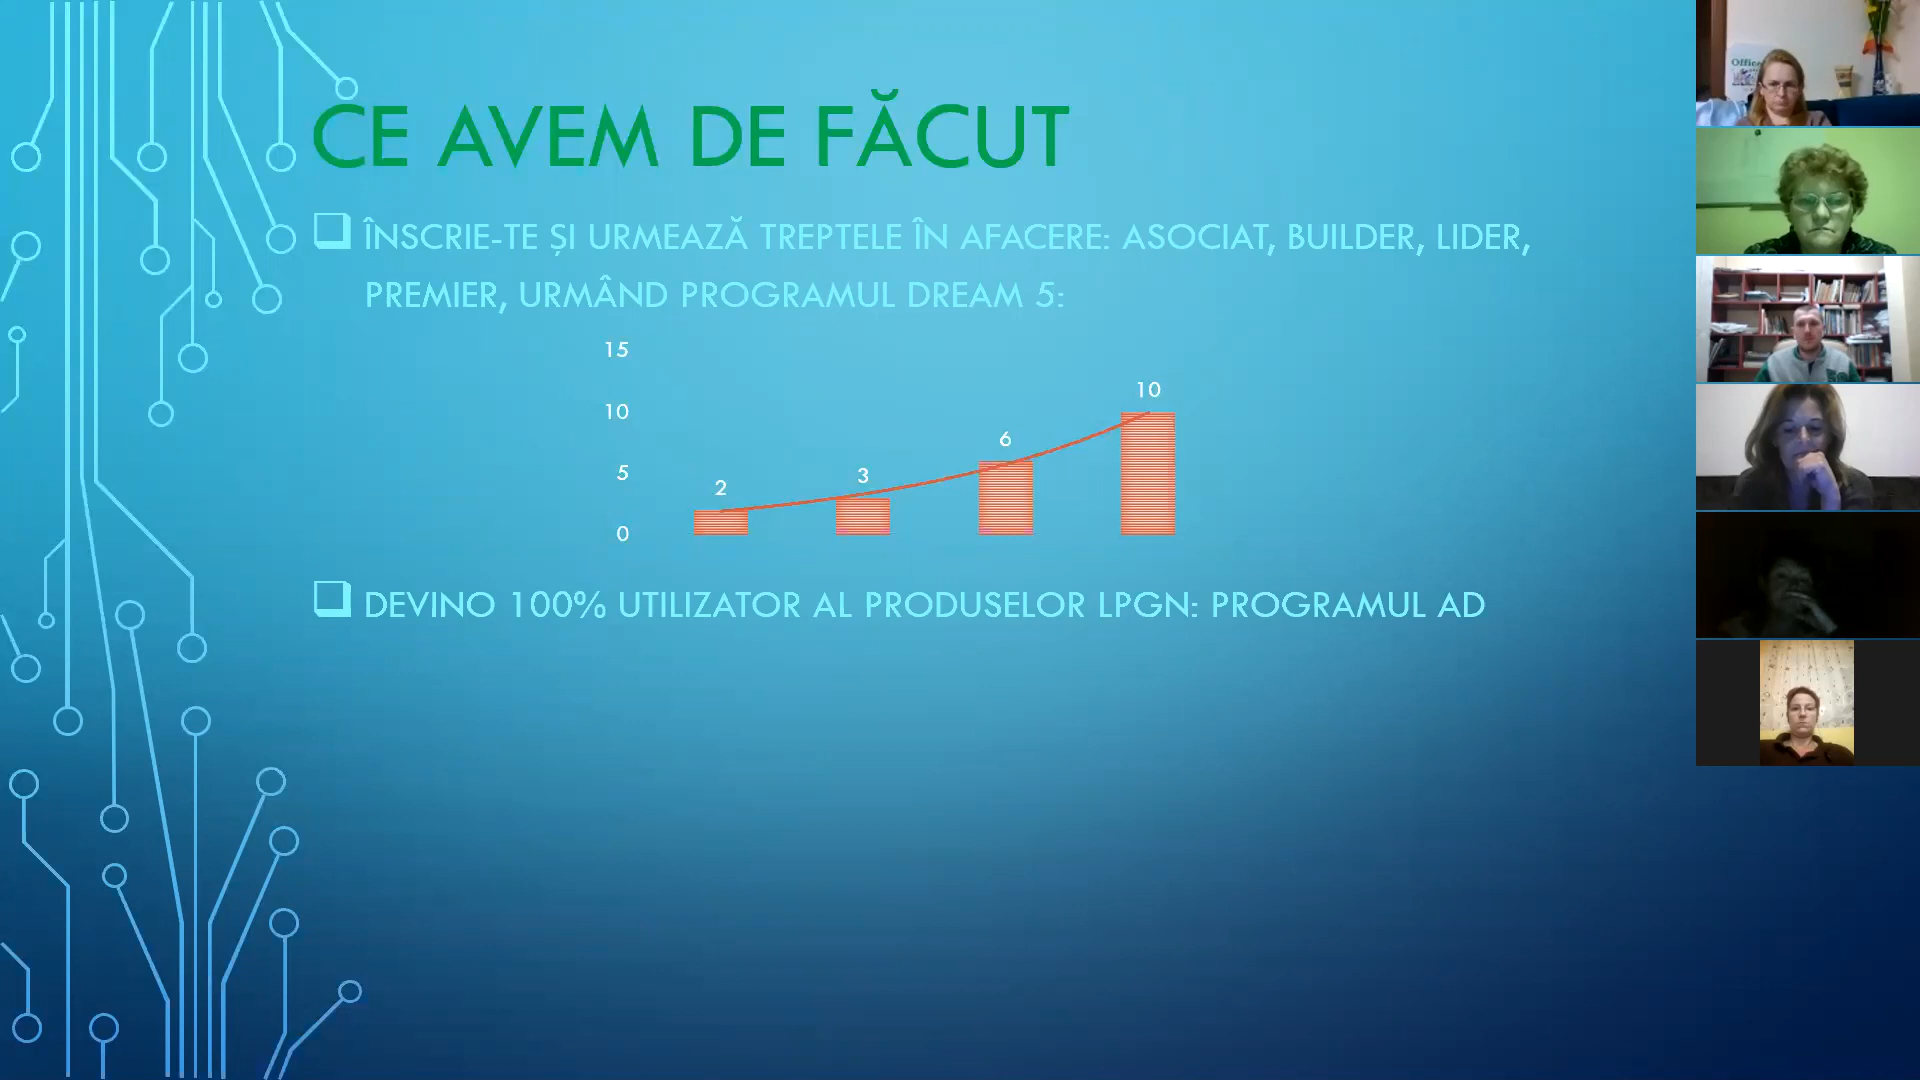 CE AVEM DE FĂCUT
ÎNSCRIE-TE ȘI URMEAZĂ TREPTELE ÎN AFACERE: ASOCIAT, BUILDER, LIDER,
PREMIER, URMÂND PROGRAMUL DREAM 5:
15
10
5
0
2
3
6
10
DEVINO 100% UTILIZATOR AL PRODUSELOR LPGN: PROGRAMUL AD
Office